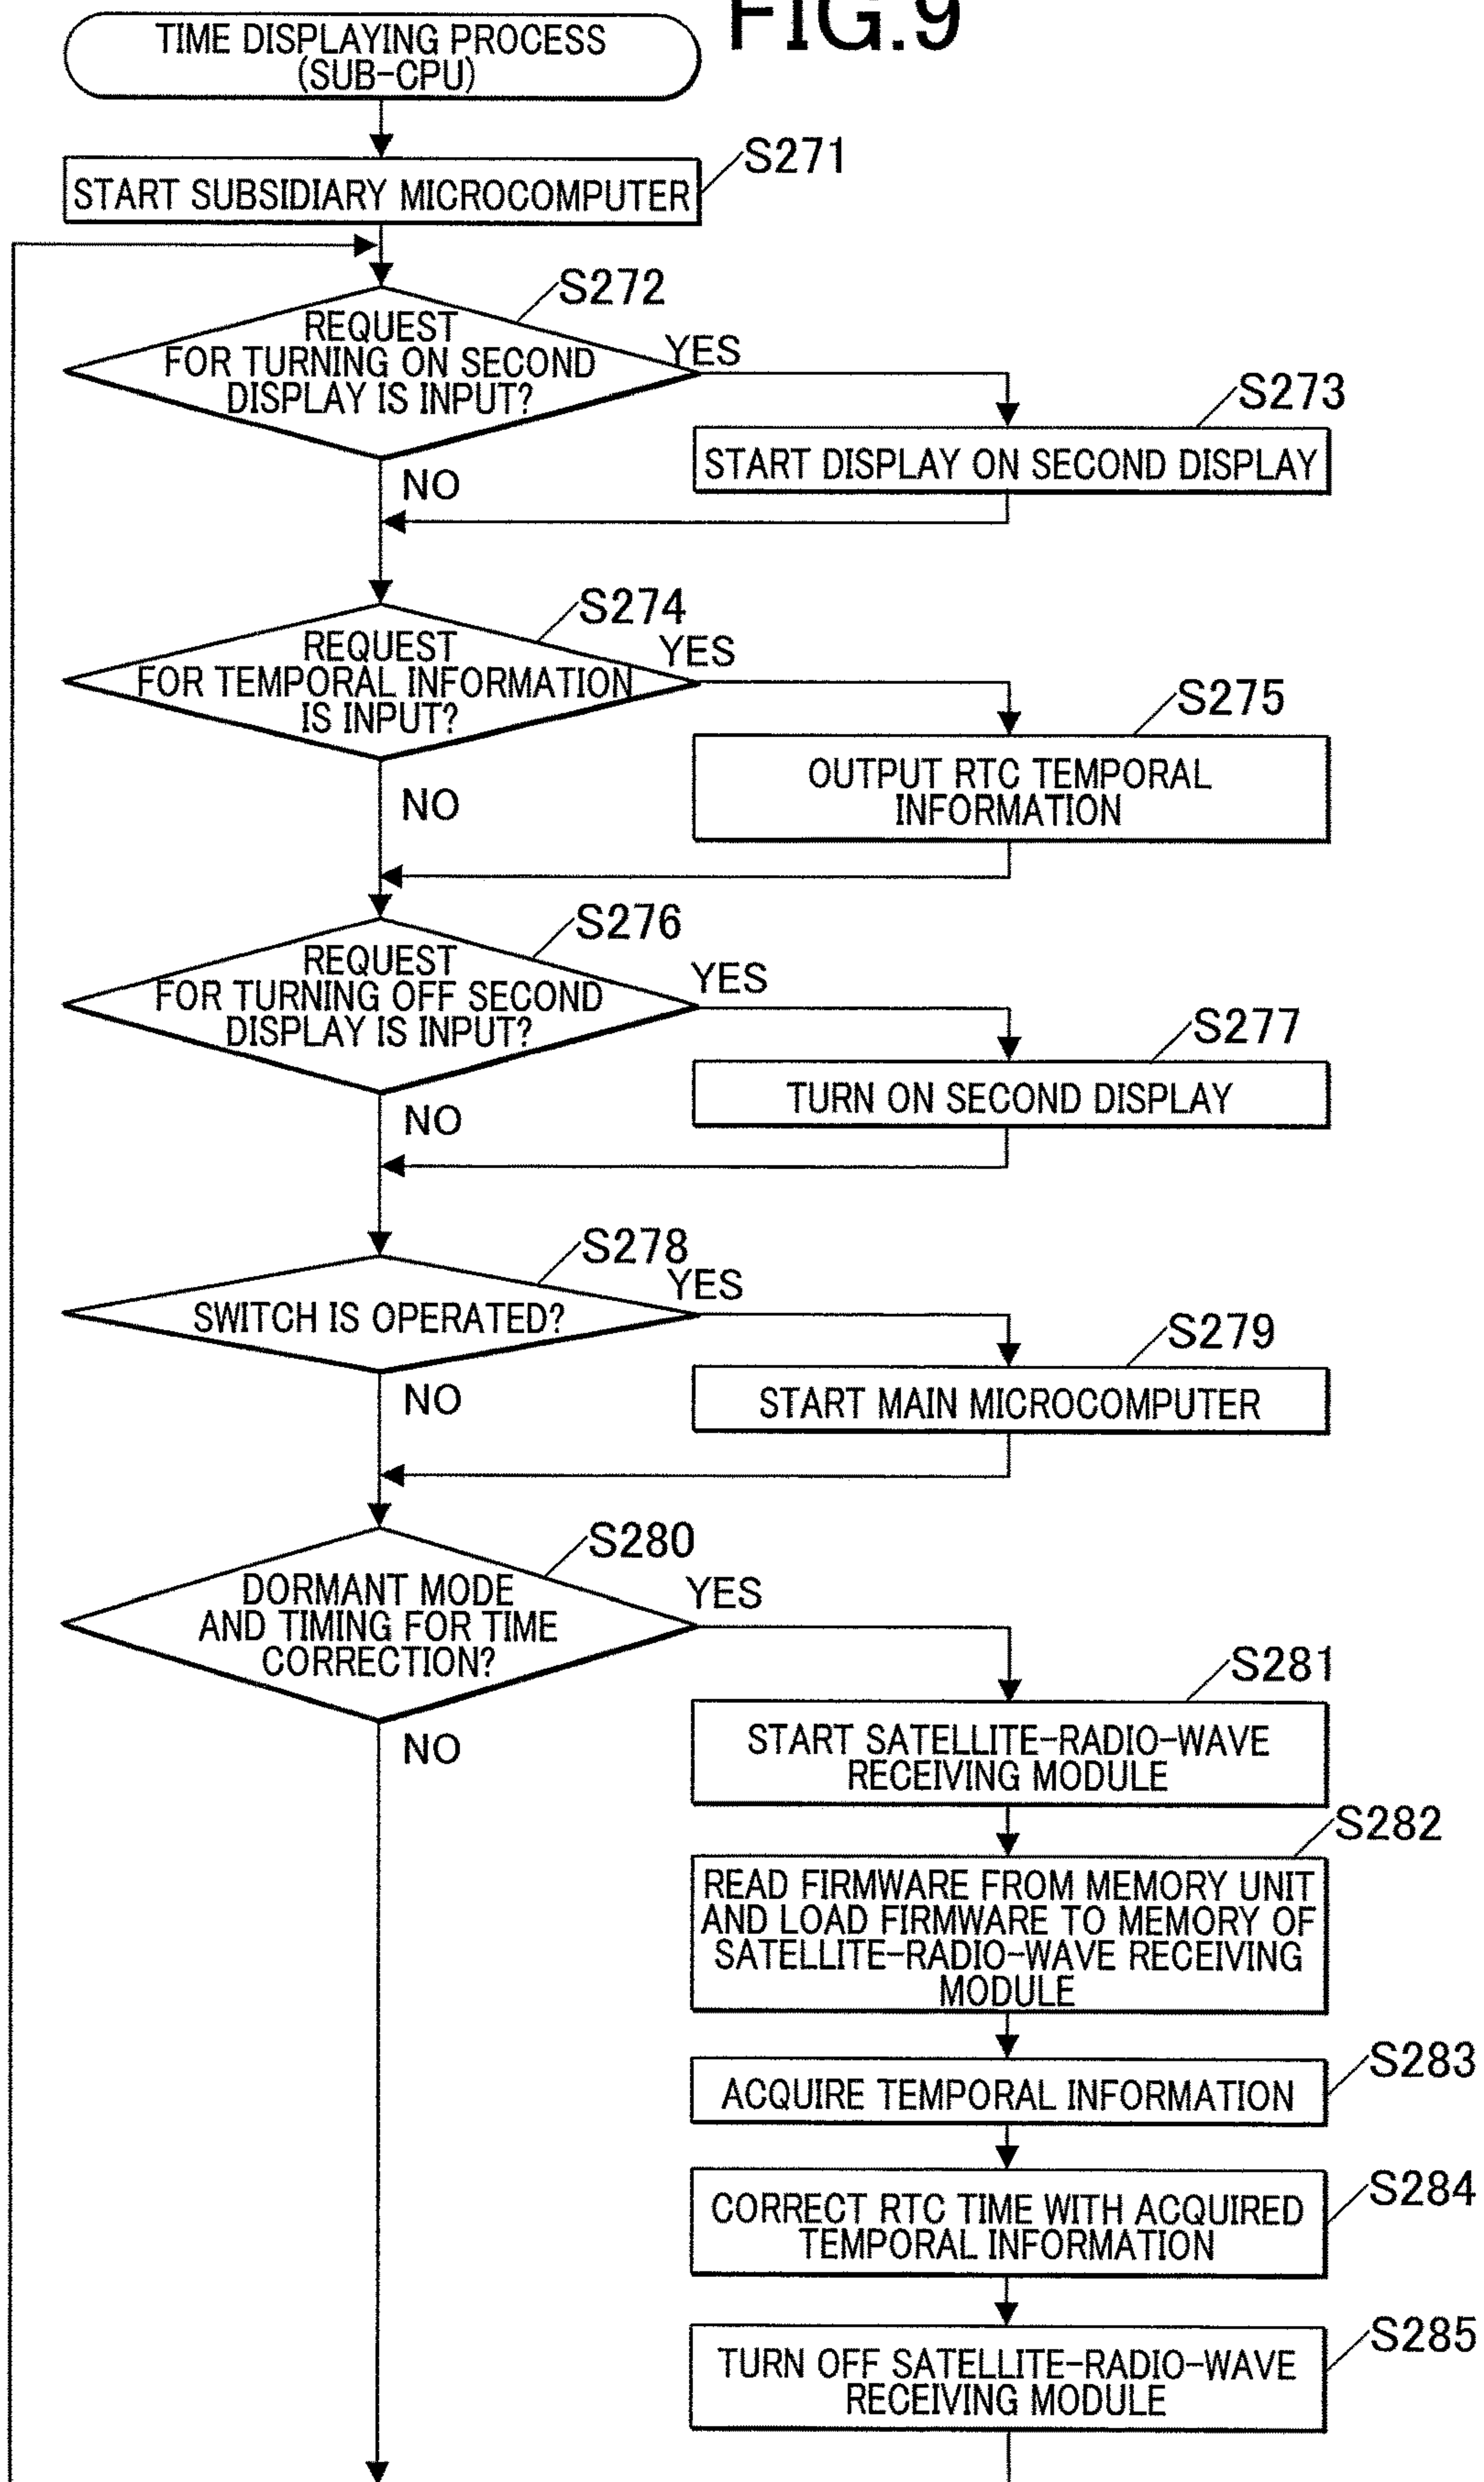 FIG.9
TIME DISPLAYING PROCESS
(SUB-CPU)
S271
START SUBSIDIARY MICROCOMPUTER
S272
REQUEST
FOR TURNING ON SECOND
DISPLAY IS INPUT?
YES
S273
START DISPLAY ON SECOND DISPLAY
NO
S274
REQUEST
FOR TEMPORAL INFORMATION
IS INPUT?
YES
S275
OUTPUT RTC TEMPORAL
INFORMATION
NO
S276
REQUEST
FOR TURNING OFF SECOND
DISPLAY IS INPUT?
YES
S277
TURN ON SECOND DISPLAY
NO
S278
SWITCH IS OPERATED?
YES
S279
START MAIN MICROCOMPUTER
NO
S280
DORMANT MODE
AND TIMING FOR TIME
CORRECTION?
YES
S281
START SATELLITE-RADIO-WAVE
RECEIVING MODULE
NO
S282
READ FIRMWARE FROM MEMORY UNIT
AND LOAD FIRMWARE TO MEMORY OF
SATELLITE-RADIO-WAVE RECEIVING
MODULE
S283
ACQUIRE TEMPORAL INFORMATION
S284
CORRECT RTC TIME WITH ACQUIRED
TEMPORAL INFORMATION
S285
TURN OFF SATELLITE-RADIO-WAVE
RECEIVING MODULE